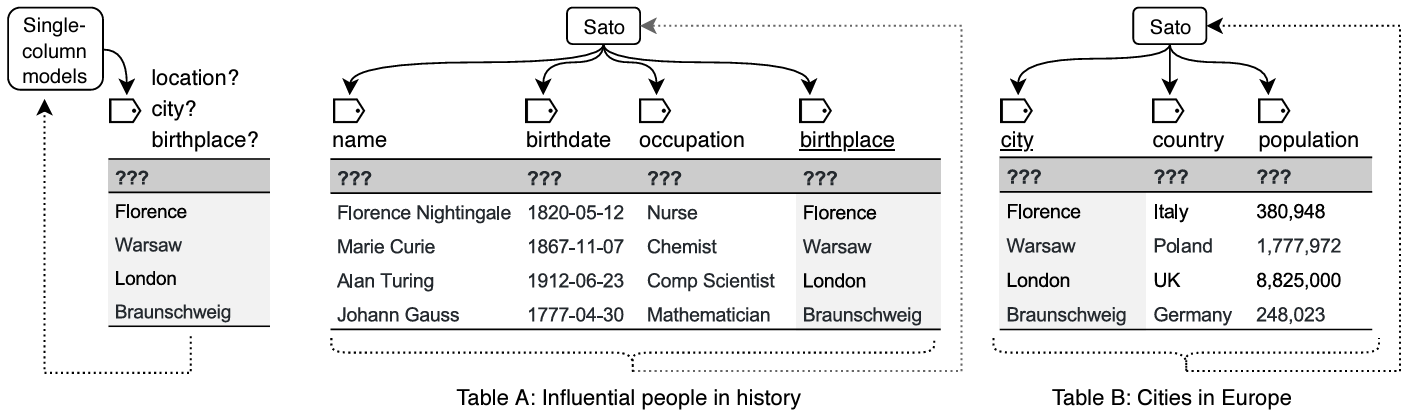 Single-
column
models
location?
city?
birthplace?
???
Florence
Warsaw
London
Braunschweig
Sato
name birthdate occupation birthplace
??? ??? ??? ???
Florence Nightingale 1820-05-12 Nurse Florence
Marie Curie 1867-11-07 Chemist Warsaw
Alan Turing 1912-06-23 Comp Scientist London
Johann Gauss 1777-04-30 Mathematician Braunschweig
Table A: Influential people in history
Sato
city country population
??? ??? ???
Florence Italy 380,948
Warsaw Poland 1,777,972
London UK 8,825,000
Braunschweig Germany 248,023
Table B: Cities in Europe